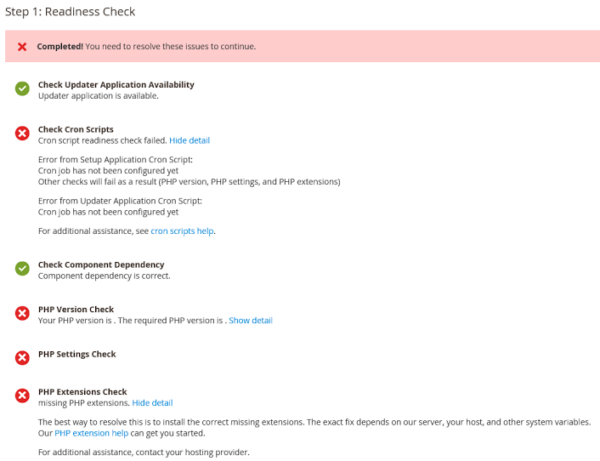 Step 1: Readiness Check
Completed! You need to resolve these issues to continue.
Check Updater Application Availability
Updater application is available.
Check Cron Scripts
Cron script readiness check failed. Hide detail
Error from Setup Application Cron Script:
Cron job has not been configured yet
Other checks will fail as a result (PHP version, PHP settings, and PHP extensions)
Error from Updater Application Cron Script:
Cron job has not been configured yet
For additional assistance, see cron scripts help.
Check Component Dependency
Component dependency is correct.
PHP Version Check
Your PHP version is . The required PHP version is . Show detail
PHP Settings Check
PHP Extensions Check
missing PHP extensions. Hide detail
The best way to resolve this is to install the correct missing extensions. The exact fix depends on our server, your host, and other system variables.
Our PHP extension help can get you started.
For additional assistance, contact your hosting provider.